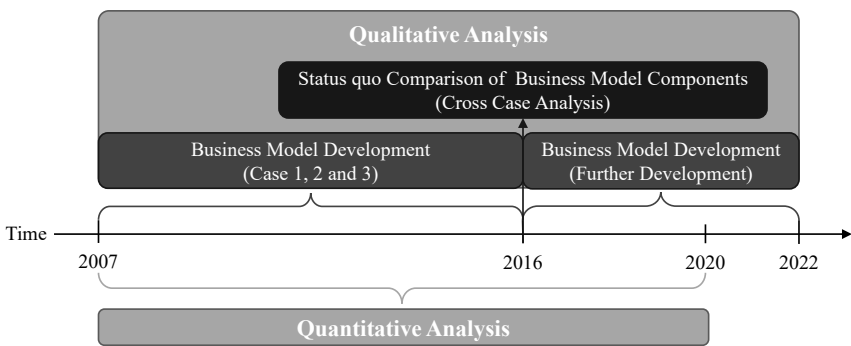 Qualitative Analysis
Status quo Comparison of Business Model Components
(Cross Case Analysis)
Business Model Development
(Case 1, 2 and 3)
Business Model Development
(Further Development)
Time
2007
2016
2020
2022
Quantitative Analysis